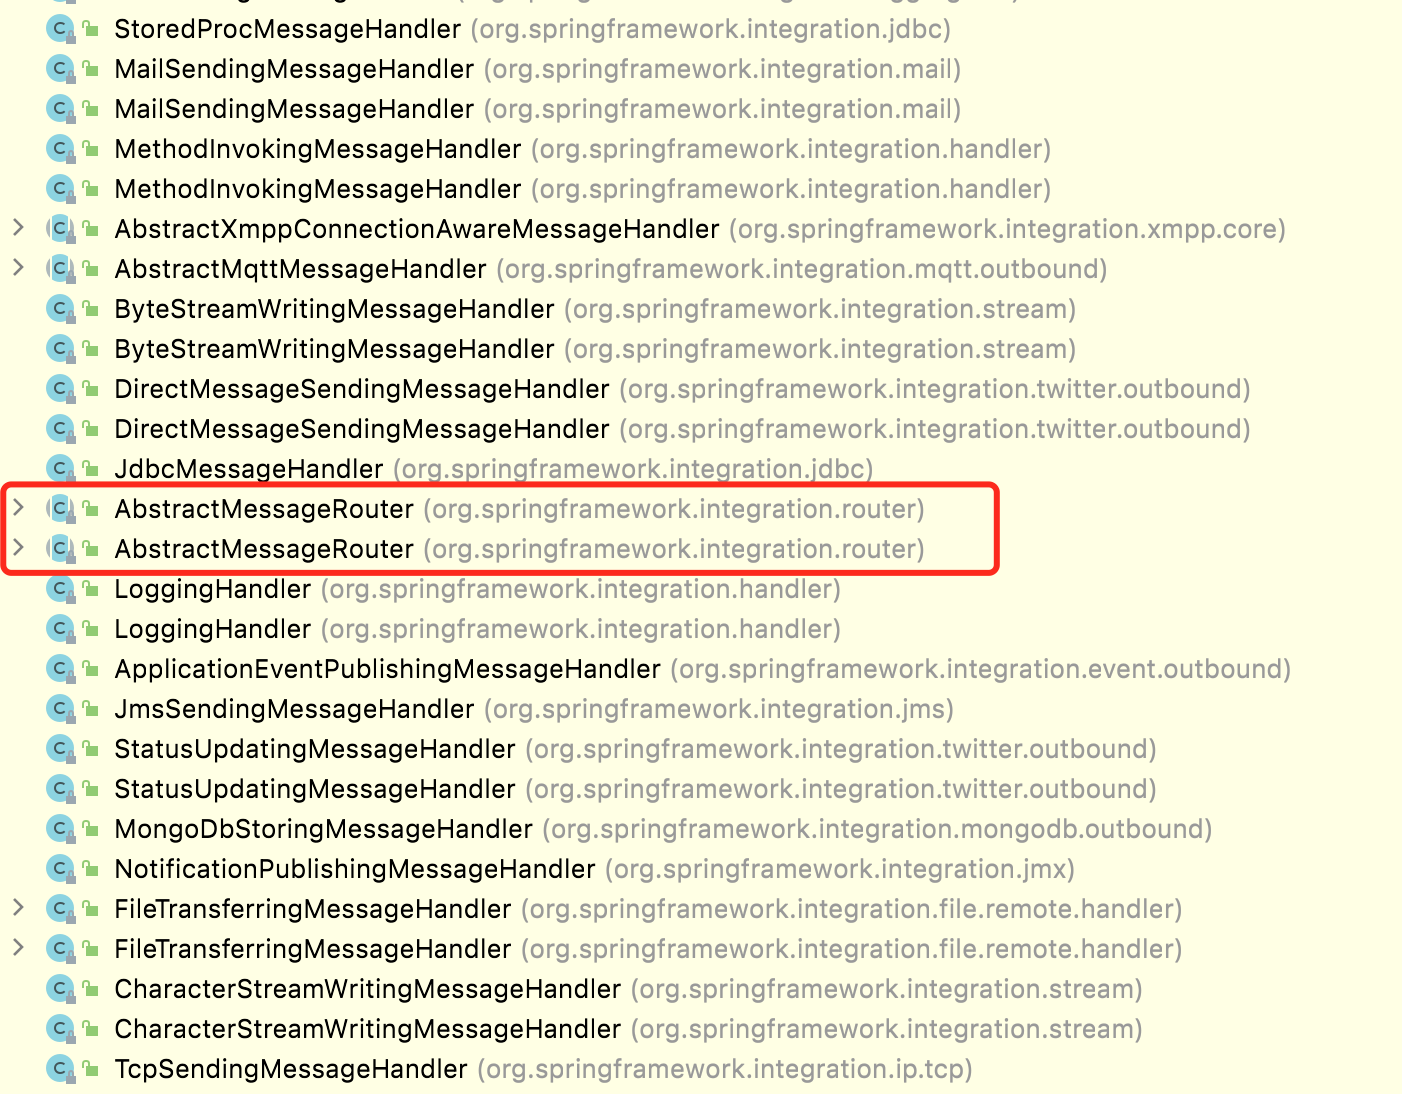 StoredProcMessageHandler (org.springframework.integration.jdbc)
MailSendingMessageHandler (org.springframework.integration.mail)
MailSendingMessageHandler (org.springframework.integration.mail)
MethodInvokingMessageHandler (org.springframework.integration.handler)
MethodInvokingMessageHandler (org.springframework.integration.handler)
AbstractXmppConnectionAwareMessageHandler (org.springframework.integration.xmpp.core)
AbstractMqttMessageHandler (org.springframework.integration.mqtt.outbound)
ByteStreamWritingMessageHandler (org.springframework.integration.stream)
ByteStreamWritingMessageHandler (org.springframework.integration.stream)
DirectMessageSendingMessageHandler (org.springframework.integration.twitter.outbound)
DirectMessageSendingMessageHandler (org.springframework.integration.twitter.outbound)
JdbcMessageHandler (org.springframework.integration.jdbc)
AbstractMessageRouter (org.springframework.integration.router)
AbstractMessageRouter (org.springframework.integration.router)
LoggingHandler (org.springframework.integration.handler)
LoggingHandler (org.springframework.integration.handler)
ApplicationEventPublishingMessageHandler (org.springframework.integration.event.outbound)
JmsSendingMessageHandler (org.springframework.integration.jms)
StatusUpdatingMessageHandler (org.springframework.integration.twitter.outbound)
StatusUpdatingMessageHandler (org.springframework.integration.twitter.outbound)
MongoDbStoringMessageHandler (org.springframework.integration.mongodb.outbound)
NotificationPublishingMessageHandler (org.springframework.integration.jmx)
FileTransferringMessageHandler (org.springframework.integration.file.remote.handler)
FileTransferringMessageHandler (org.springframework.integration.file.remote.handler)
CharacterStreamWritingMessageHandler (org.springframework.integration.stream)
CharacterStreamWritingMessageHandler (org.springframework.integration.stream)
TcpSendingMessageHandler (org.springframework.integration.ip.tcp)